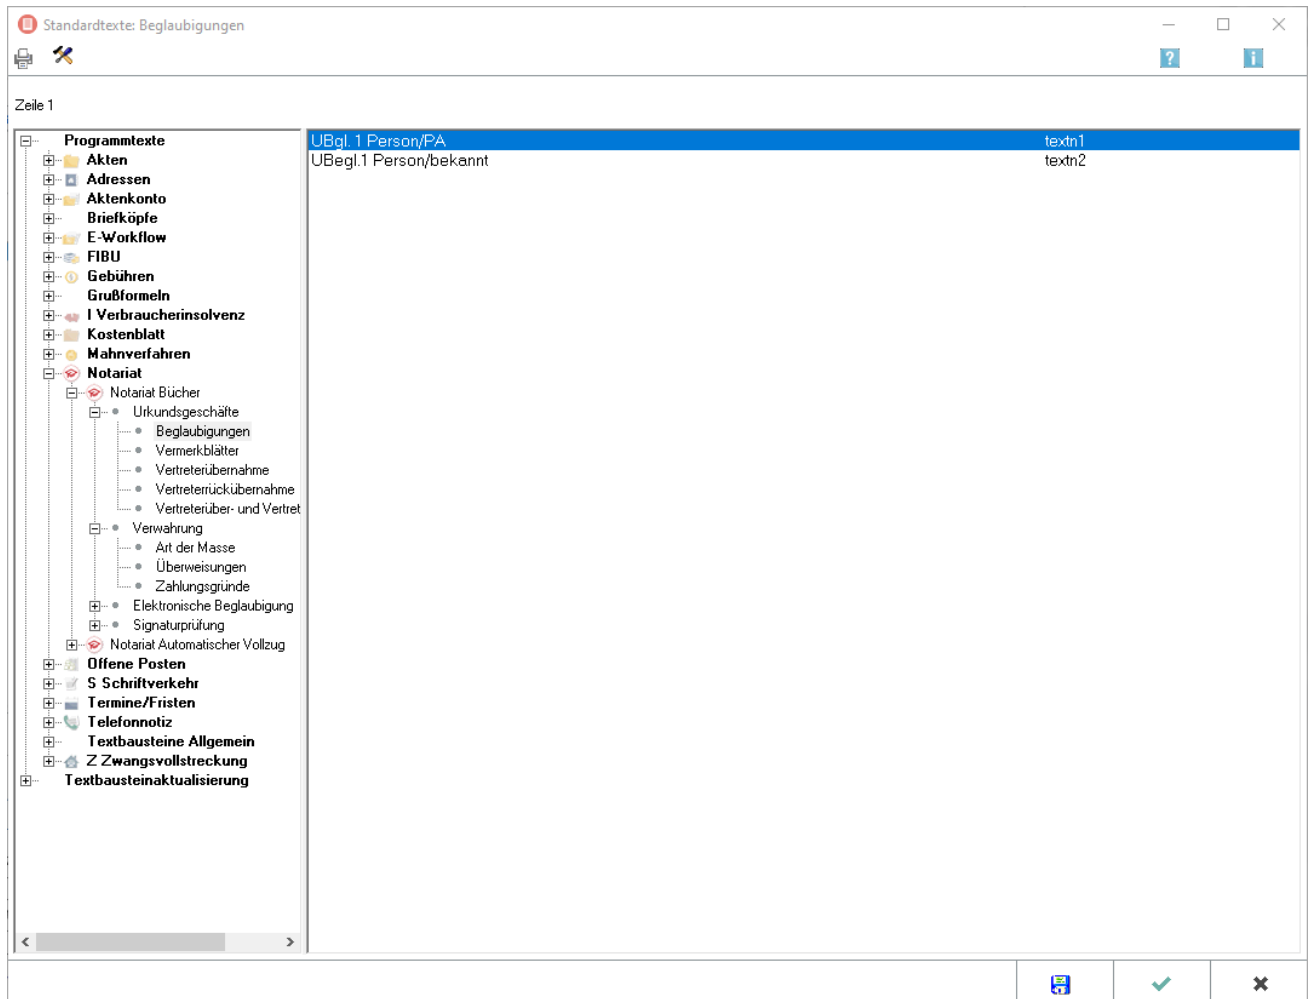 Standardtexte: Beglaubigungen
Zeile 1
Programmtexte
Akten
Adressen
Aktenkonto
Briefköpfe
E-Workflow
FIBU
Gebühren
Grußformeln
I Verbraucherinsolvenz
Kostenblatt
Mahnverfahren
Notariat
Notariat Bücher
Urkundsgeschäfte
Beglaubigungen
Vermerkblätter
Vertreterübernahme
Vertreterrückübernahme
Vertreterüber- und Vertret
Verwahrung
Art der Masse
Überweisungen
Zahlungsgründe
Elektronische Beglaubigung
Signaturprüfung
Notariat Automatischer Vollzug
Offene Posten
S Schriftverkehr
Termine/Fristen
Telefonnotiz
Textbausteine Allgemein
Z Zwangsvollstreckung
Textbausteinaktualisierung
UBgl. 1 Person/PA textn1
UBegl.1 Person/bekannt textn2